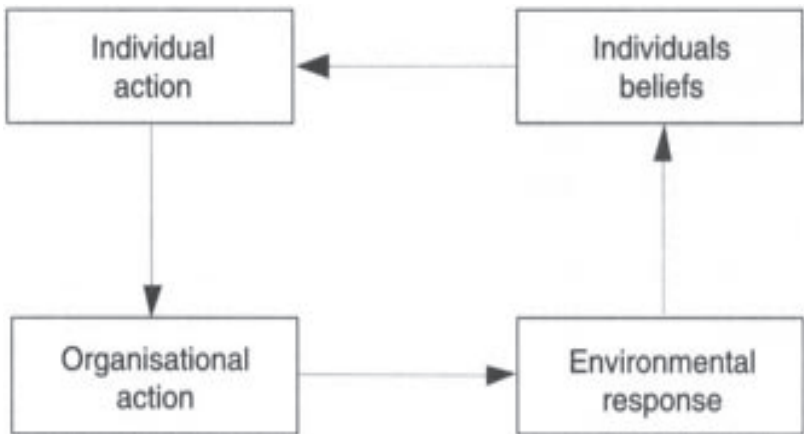 Individual
action
Individuals
beliefs
Organisational
action
Environmental
response